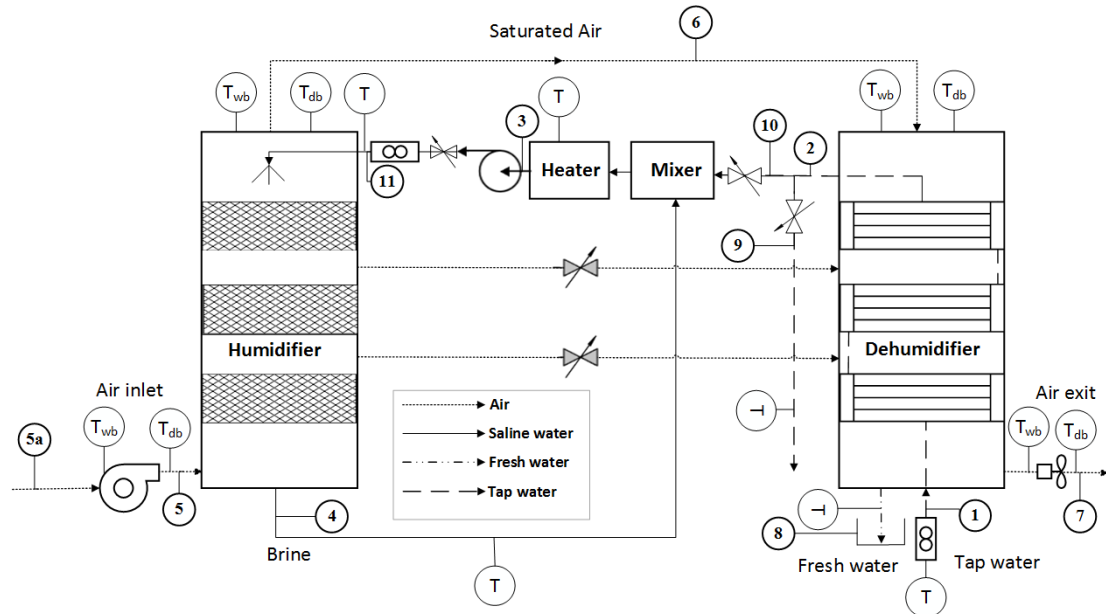 6
Saturated Air
Twb
Tdb
T
T
3
10
2
Twb
Tdb
11
Heater
Mixer
9
Humidifier
Dehumidifier
Air inlet
Air exit
T
5a
Twb
Tdb
5
Air
Saline water
Fresh water
Tap water
Twb
Tdb
7
4
Brine
T
T
8
1
Fresh water
Tap water
T